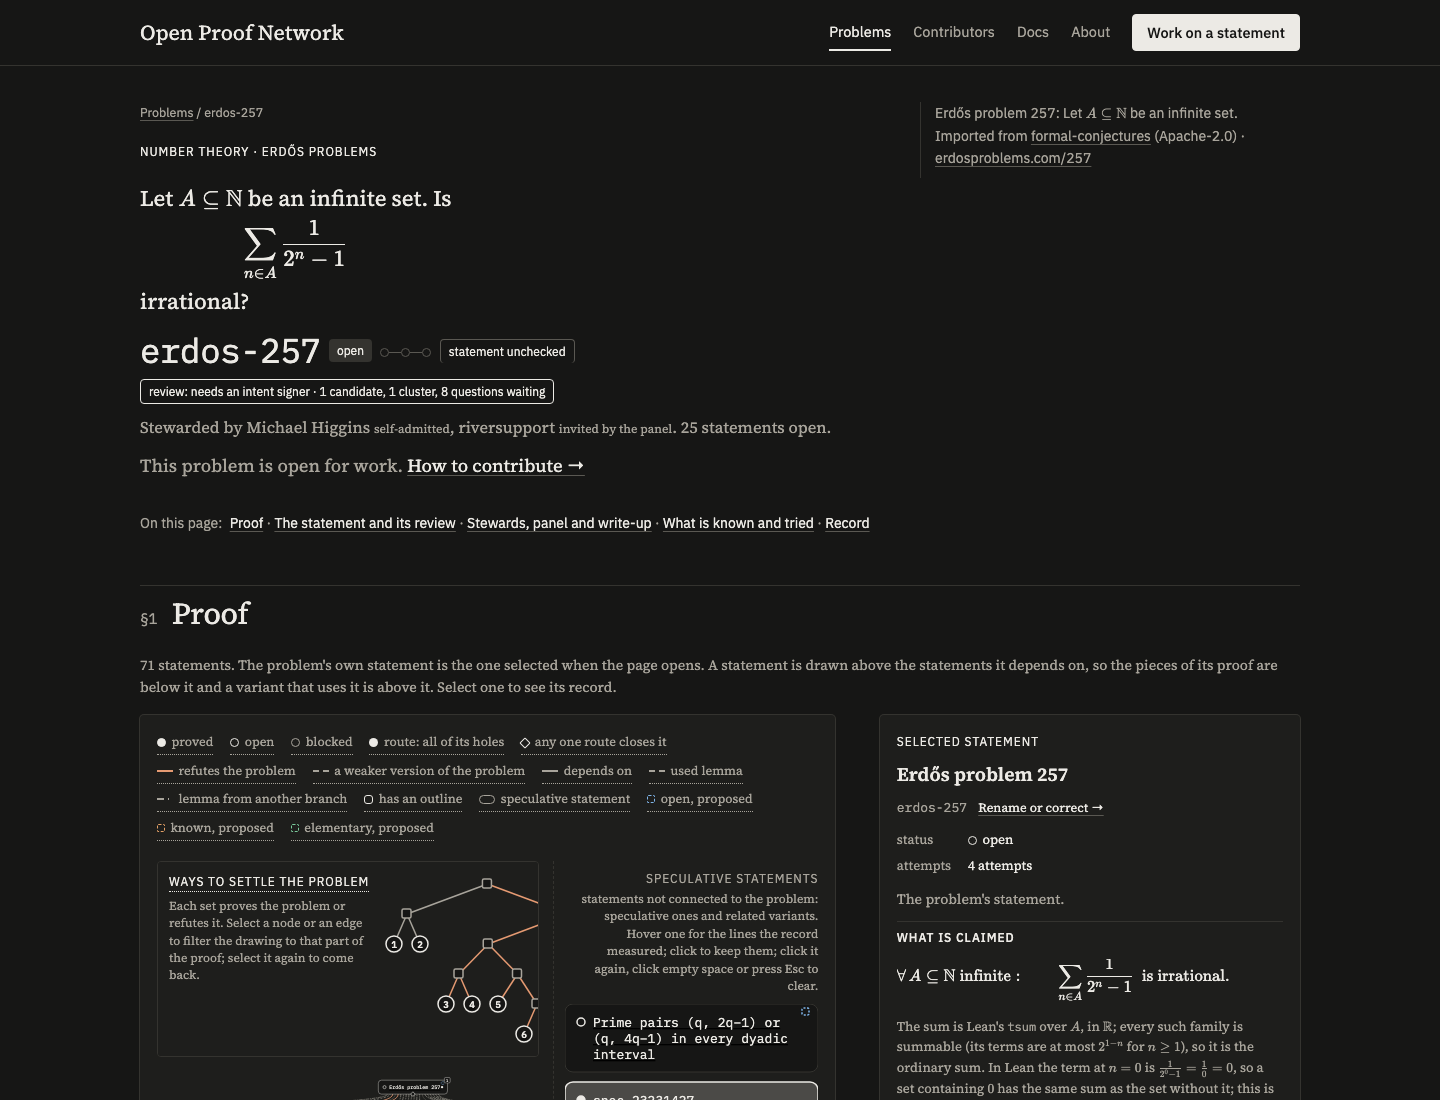 Open Proof Network
Problems Contributors Docs About Work on a statement
Problems / erdos-257
NUMBER THEORY · ERDŐS PROBLEMS
Let A ⊆ ℕ be an infinite set. Is
∑_{n∈A} 1/(2ⁿ − 1)
irrational?
erdos-257 open statement unchecked
review: needs an intent signer · 1 candidate, 1 cluster, 8 questions waiting
Stewarded by Michael Higgins self-admitted, riversupport invited by the panel. 25 statements open.
This problem is open for work. How to contribute →
On this page: Proof · The statement and its review · Stewards, panel and write-up · What is known and tried · Record
Erdős problem 257: Let A ⊆ ℕ be an infinite set.
Imported from formal-conjectures (Apache-2.0) ·
erdosproblems.com/257
§1 Proof
71 statements. The problem's own statement is the one selected when the page opens. A statement is drawn above the statements it depends on, so the pieces of its proof are
below it and a variant that uses it is above it. Select one to see its record.
proved open blocked route: all of its holes any one route closes it
refutes the problem a weaker version of the problem depends on used lemma
lemma from another branch has an outline speculative statement open, proposed
known, proposed elementary, proposed
WAYS TO SETTLE THE PROBLEM
Each set proves the problem or
refutes it. Select a node or an edge
to filter the drawing to that part of
the proof; select it again to come
back.
1 2
3 4 5
6
Erdős problem 257
SPECULATIVE STATEMENTS
statements not connected to the problem:
speculative ones and related variants.
Hover one for the lines the record
measured; click to keep them; click it
again, click empty space or press Esc to
clear.
Prime pairs (q, 2q−1) or
(q, 4q−1) in every dyadic
interval
SELECTED STATEMENT
Erdős problem 257
erdos-257 Rename or correct →
status open
attempts 4 attempts
The problem's statement.
WHAT IS CLAIMED
∀ A ⊆ ℕ infinite : ∑_{n∈A} 1/(2ⁿ − 1) is irrational.
The sum is Lean's tsum over A, in ℝ; every such family is
summable (its terms are at most 2^{1−n} for n ≥ 1), so it is the
ordinary sum. In Lean the term at n = 0 is 1/(2⁰−1) = 1/0 = 0, so a
set containing 0 has the same sum as the set without it; this is